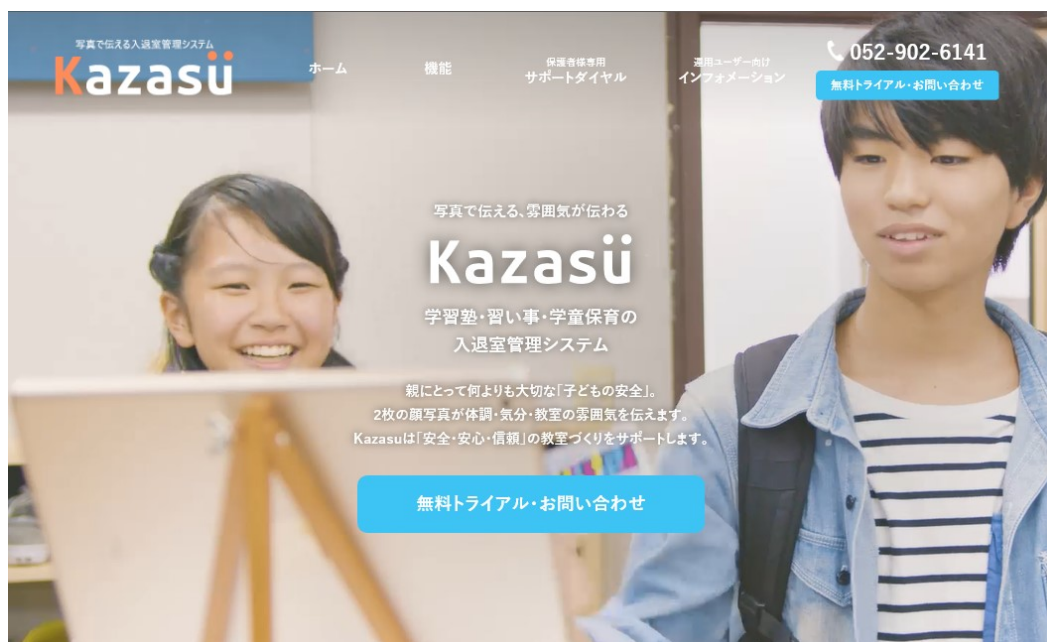 写真で伝える入退室管理システム
Kazasü
ホーム
機能
保護者様専用
サポートダイヤル
運用ユーザー向け
インフォメーション
052-902-6141
無料トライアル・お問い合わせ
写真で伝える、雰囲気が伝わる
Kazasü
学習塾・習い事・学童保育の
入退室管理システム
親にとって何よりも大切な「子どもの安全」。
2枚の顔写真が体調・気分・教室の雰囲気を伝えます。
Kazasuは「安全・安心・信頼」の教室づくりをサポートします。
無料トライアル・お問い合わせ